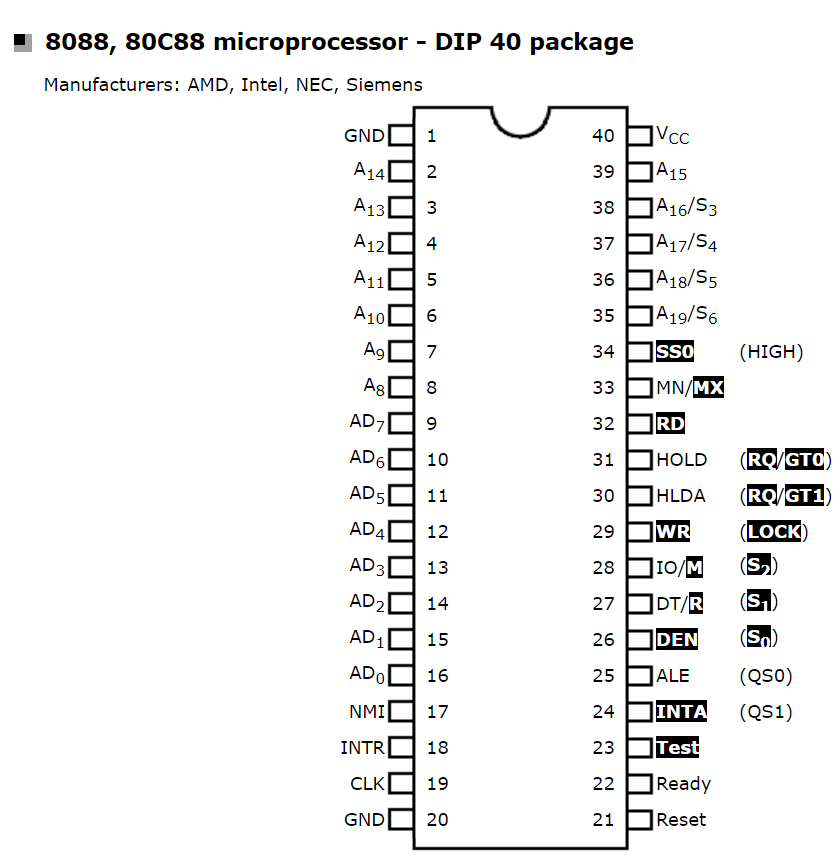 8088, 80C88 microprocessor - DIP 40 package
Manufacturers: AMD, Intel, NEC, Siemens
GND 1 40 VCC
A14 2 39 A15
A13 3 38 A16/S3
A12 4 37 A17/S4
A11 5 36 A18/S5
A10 6 35 A19/S6
A9 7 34 SS0 (HIGH)
A8 8 33 MN/MX
AD7 9 32 RD
AD6 10 31 HOLD (RQ/GT0)
AD5 11 30 HLDA (RQ/GT1)
AD4 12 29 WR (LOCK)
AD3 13 28 IO/M (S2)
AD2 14 27 DT/R (S1)
AD1 15 26 DEN (S0)
AD0 16 25 ALE (QS0)
NMI 17 24 INTA (QS1)
INTR 18 23 Test
CLK 19 22 Ready
GND 20 21 Reset